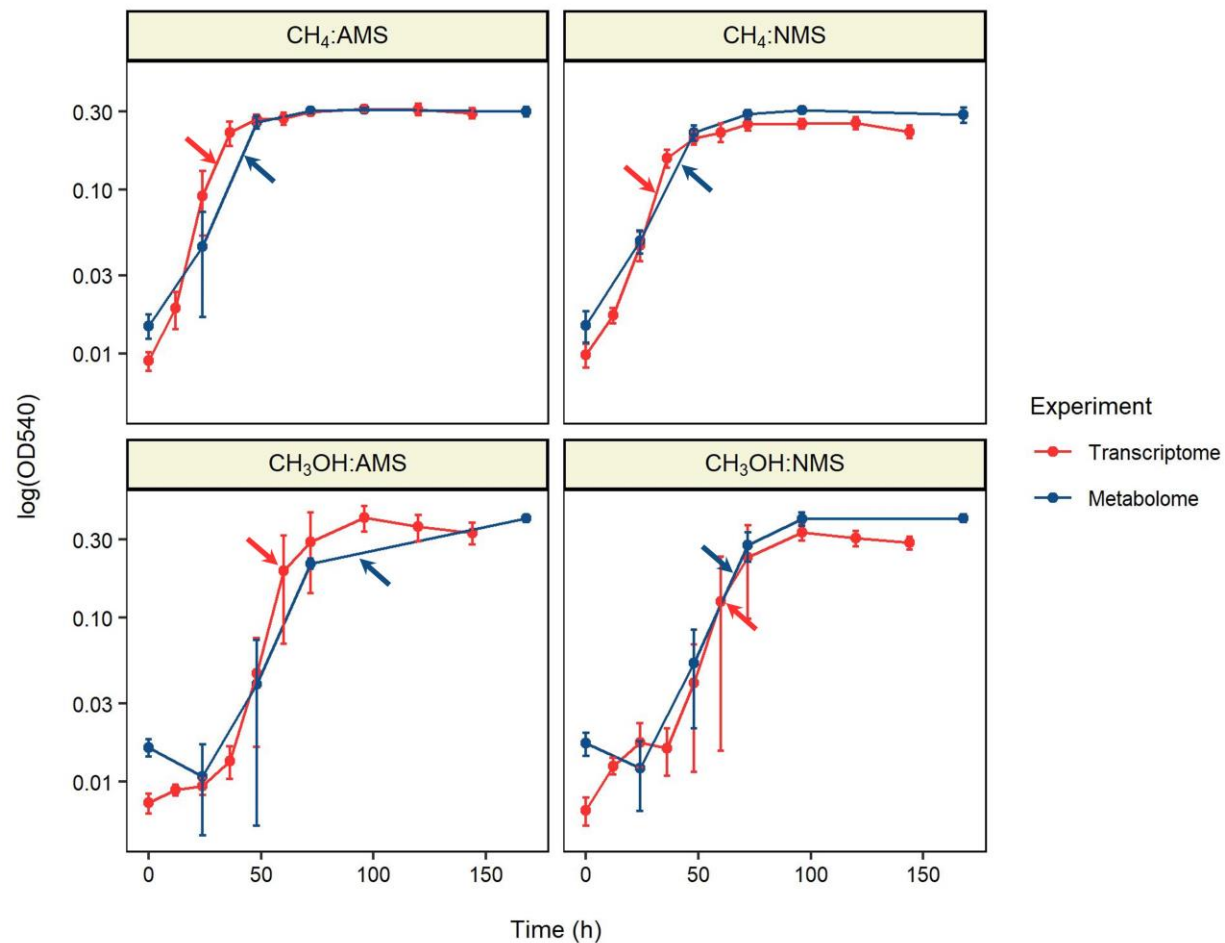 CH₄:AMS
CH₄:NMS
0.30
0.10
0.03
0.01
CH₃OH:AMS
CH₃OH:NMS
0.30
0.10
0.03
0.01
0 50 100 150
0 50 100 150
log(OD540)
Time (h)
Experiment
Transcriptome
Metabolome